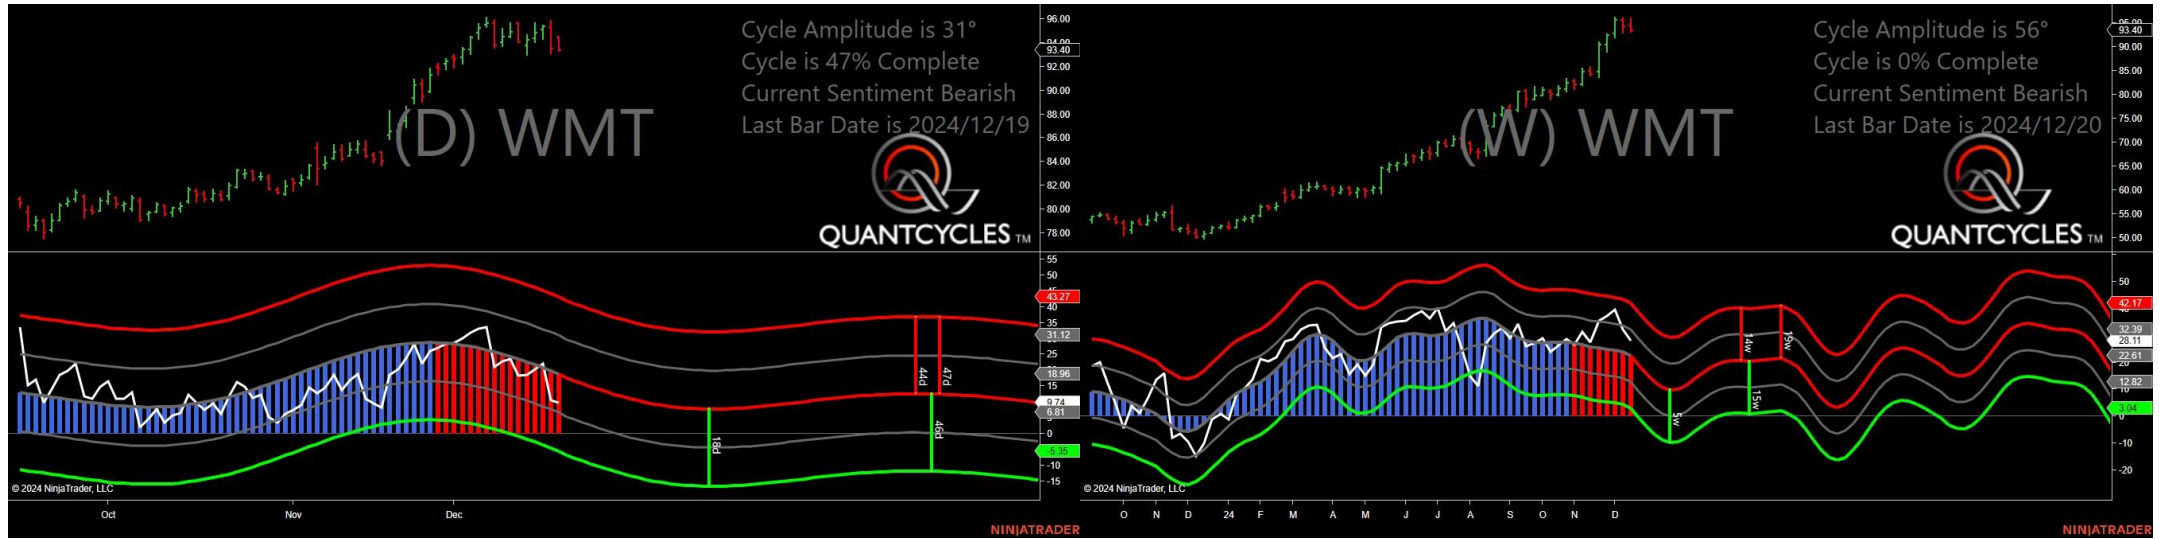 Cycle Amplitude is 31°
Cycle is 47% Complete
Current Sentiment Bearish
Last Bar Date is 2024/12/19
(D) WMT
QUANTCYCLES TM
96.00
93.40
92.00
90.00
88.00
86.00
84.00
82.00
80.00
78.00
55
50
43.27
40
35
31.12
25
18.96
15
9.74
6.81
0
-5.35
-10
-15
18d
44d
47d
46d
© 2024 NinjaTrader, LLC
Oct Nov Dec
NINJATRADER
Cycle Amplitude is 56°
Cycle is 0% Complete
Current Sentiment Bearish
Last Bar Date is 2024/12/20
(W) WMT
QUANTCYCLES TM
95.00
93.40
90.00
85.00
80.00
75.00
70.00
65.00
60.00
55.00
50.00
50
42.17
32.39
28.11
22.61
20
12.82
3.04
0
-10
-20
5w
14w
15w
19w
© 2024 NinjaTrader, LLC
O N D 24 F M A M J J A S O N D
NINJATRADER